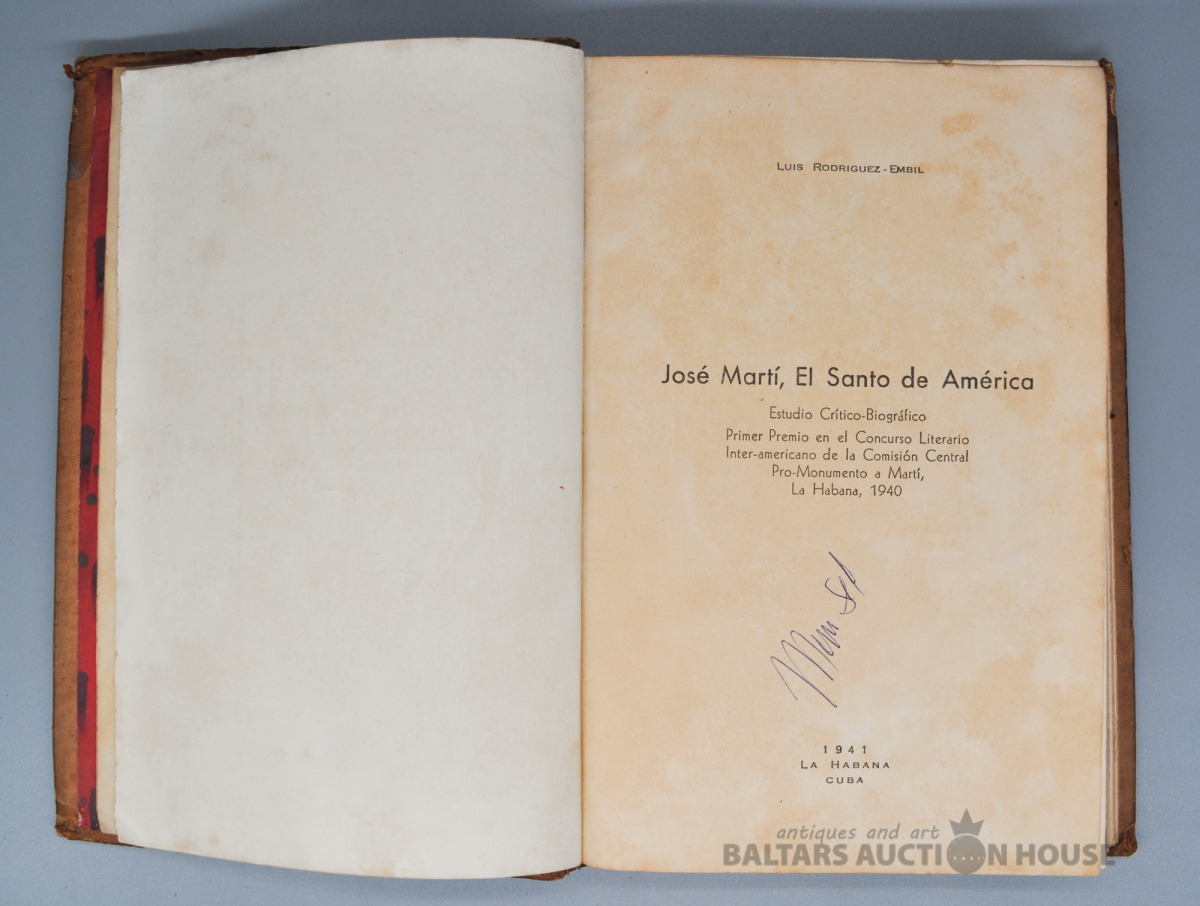 LUIS RODRIGUEZ-EMBIL
José Martí, El Santo de América
Estudio Crítico-Biográfico
Primer Premio en el Concurso Literario
Inter-americano de la Comisión Central
Pro-Monumento a Martí,
La Habana, 1940
1941
LA HABANA
CUBA
antiques and art
BALTARS AUCTION HOUSE